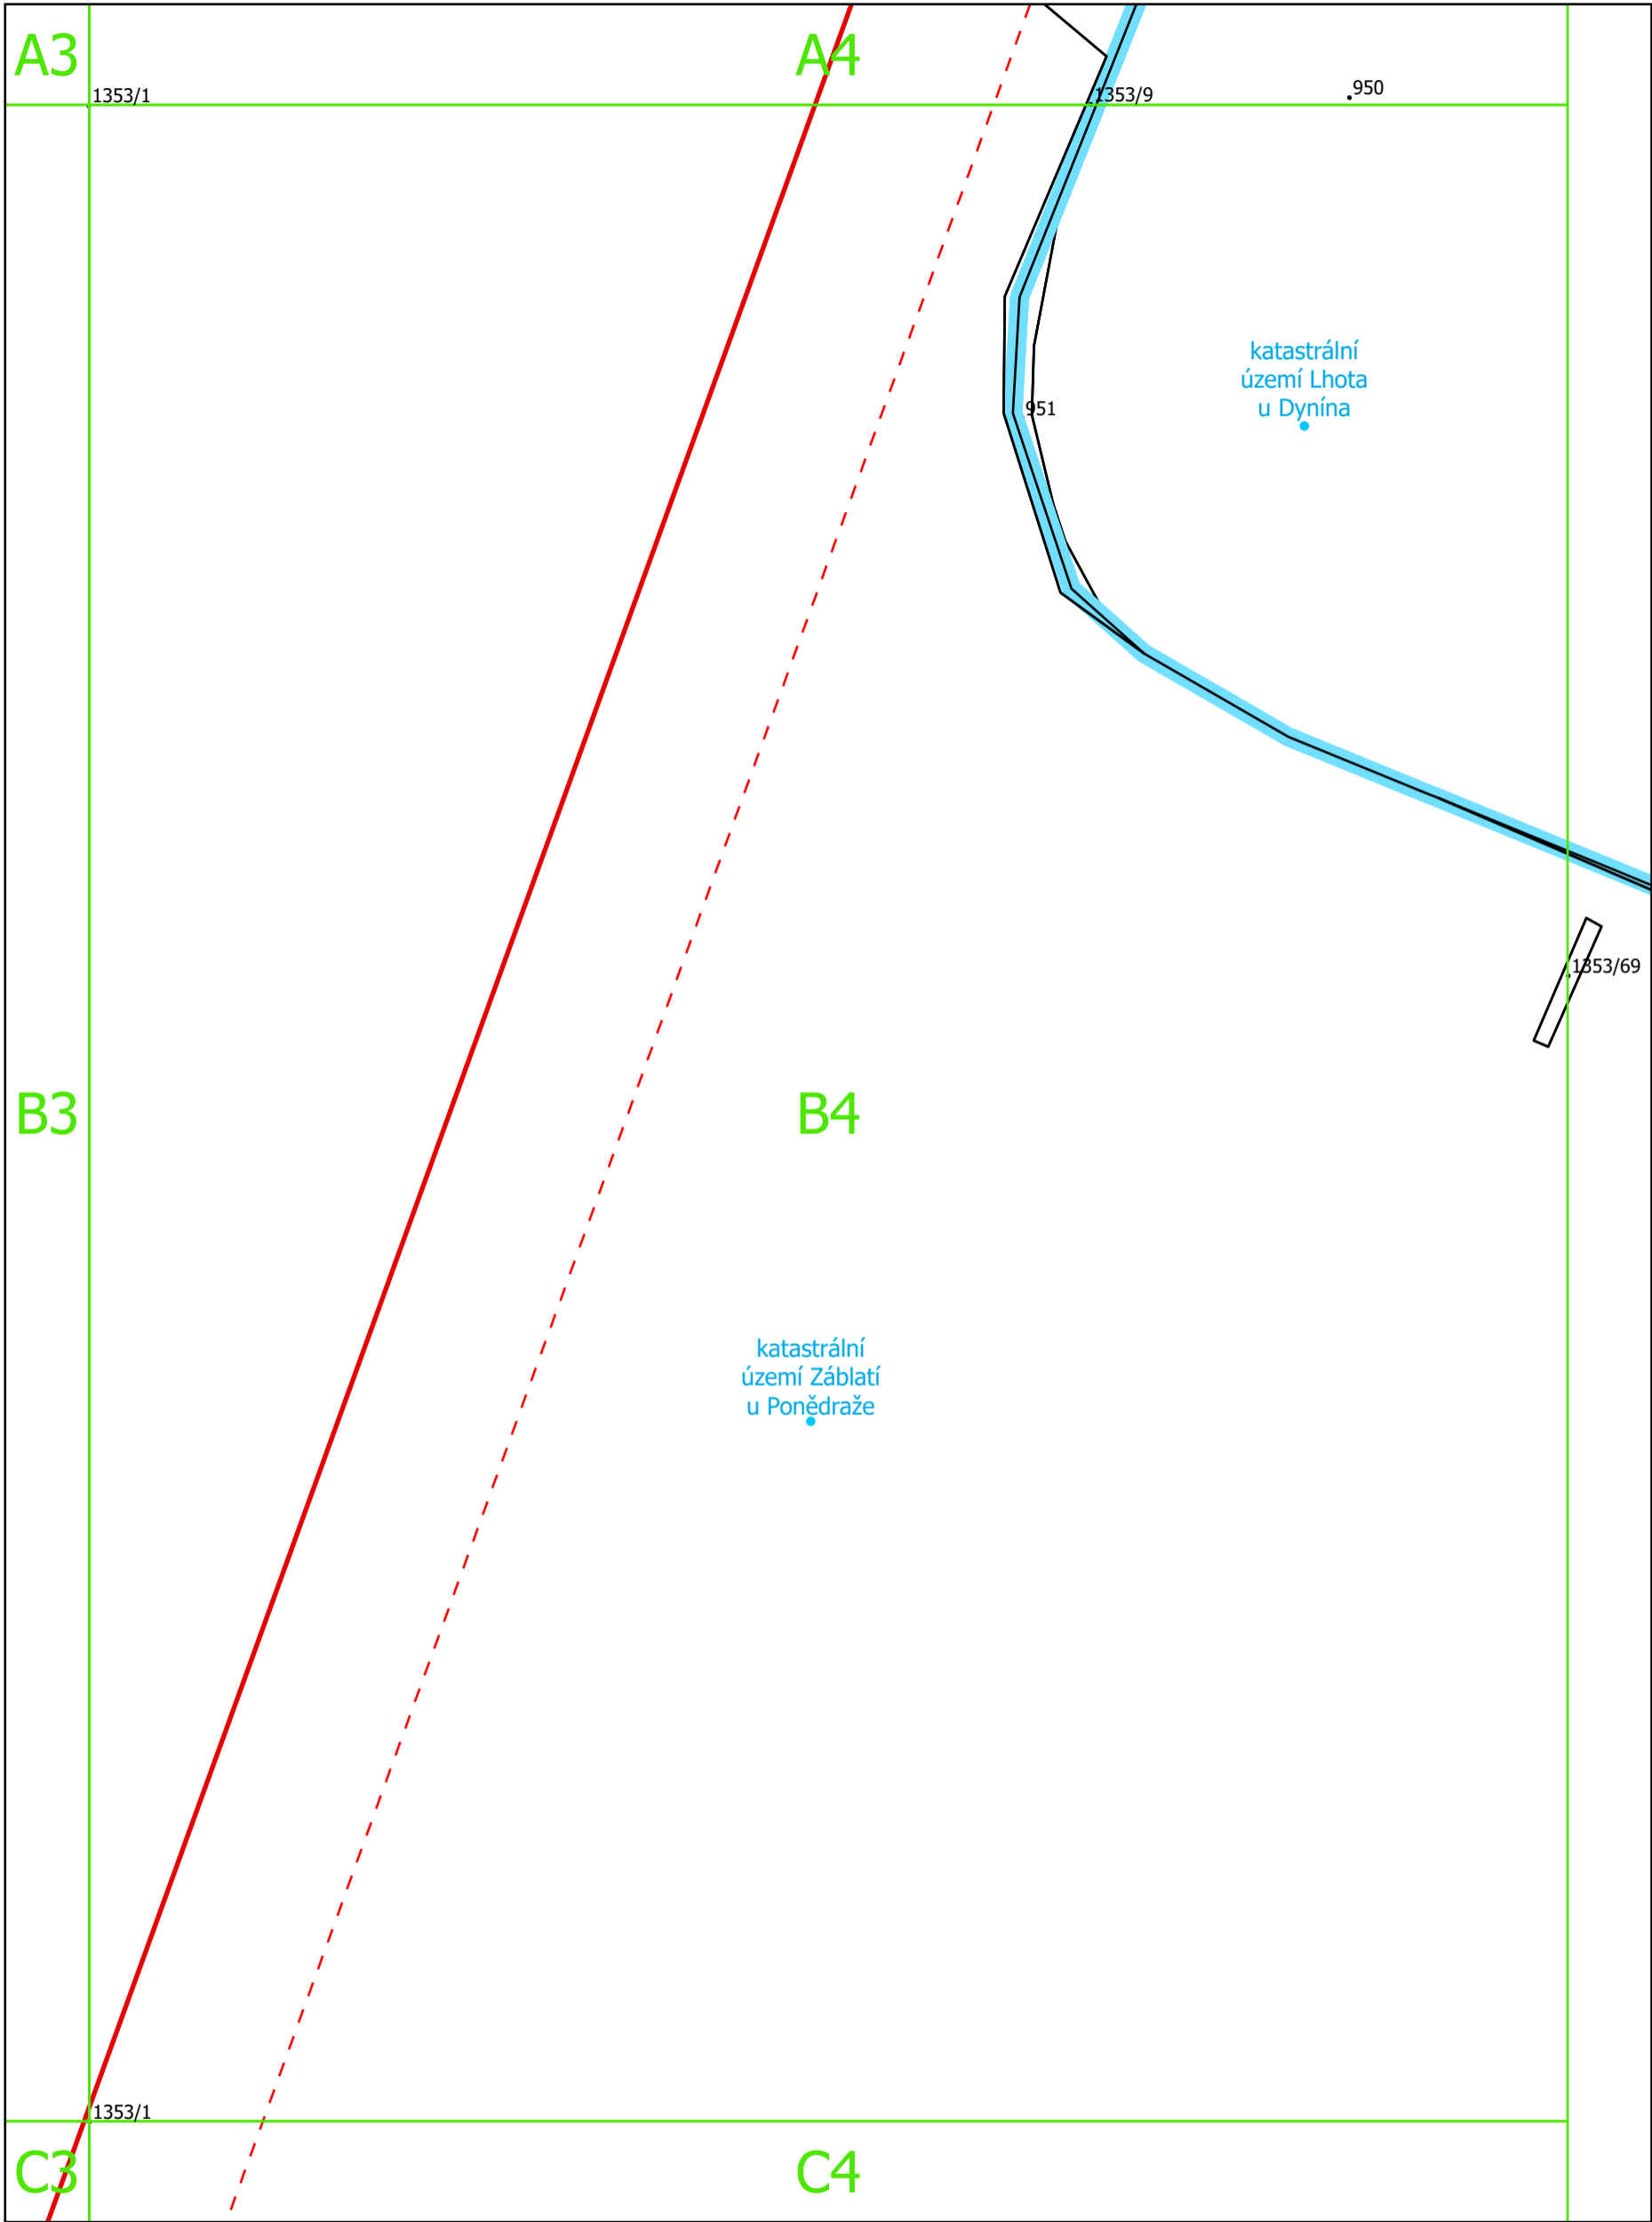 A3
A4
1353/1
1353/9
950
katastrální
území Lhota
u Dynína
951
1353/69
B3
B4
katastrální
území Záblatí
u Ponědraže
1353/1
C3
C4